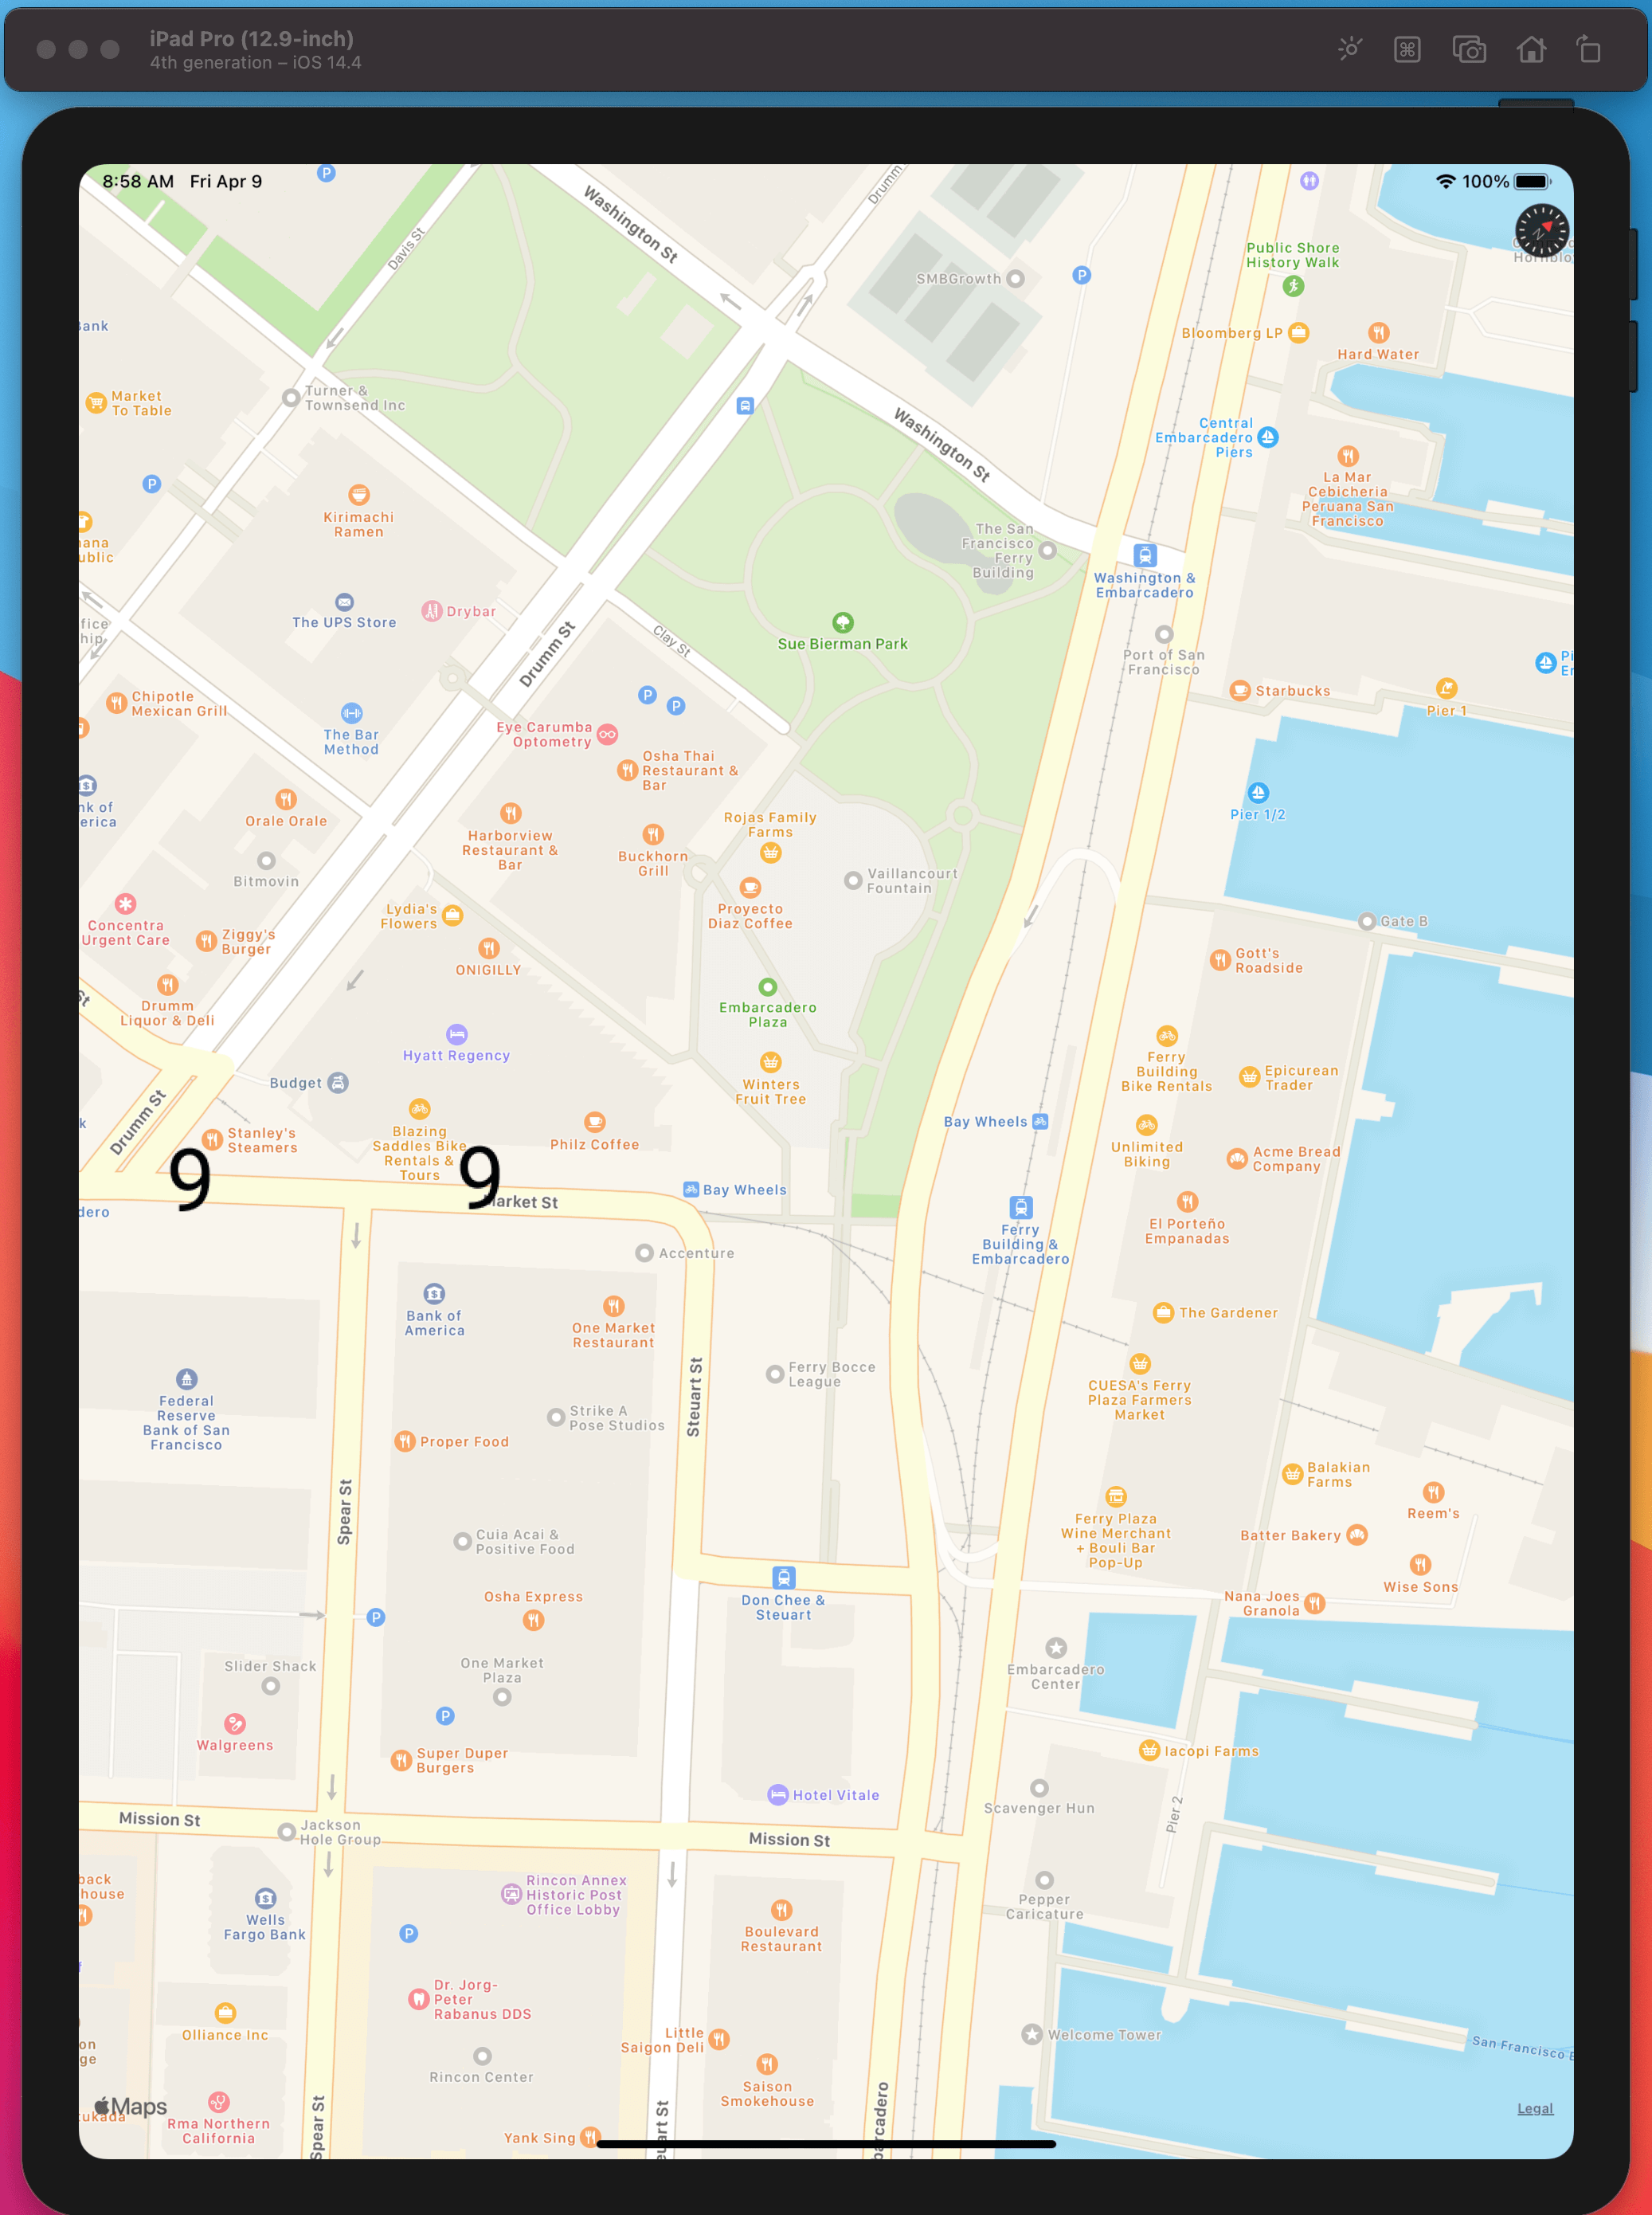 iPad Pro (12.9-inch)
4th generation – iOS 14.4
8:58 AM Fri Apr 9
100%
P
Washington St
Drumm
Davis St
SMBGrowth
P
Public Shore
History Walk
Bloomberg LP
Hard Water
Market
To Table
Turner &
Townsend Inc
Washington St
Central
Embarcadero
Piers
La Mar
Cebicheria
Peruana San
Francisco
P
Kirimachi
Ramen
The San
Francisco
Ferry
Building
Washington &
Embarcadero
The UPS Store
Drybar
Drumm St
Clay St
Sue Bierman Park
Port of San
Francisco
Starbucks
Pier 1
Chipotle
Mexican Grill
The Bar
Method
P
P
Eye Carumba
Optometry
Osha Thai
Restaurant &
Bar
Pier 1/2
Orale Orale
Harborview
Restaurant &
Bar
Buckhorn
Grill
Rojas Family
Farms
Bitmovin
Vaillancourt
Fountain
Lydia's
Flowers
Proyecto
Diaz Coffee
Gate B
Concentra
Urgent Care
Ziggy's
Burger
ONIGILLY
Gott's
Roadside
Drumm
Liquor & Deli
Embarcadero
Plaza
Hyatt Regency
Ferry
Building
Bike Rentals
Epicurean
Trader
Budget
Winters
Fruit Tree
Drumm St
Stanley's
Steamers
Blazing
Saddles Bike
Rentals &
Tours
Philz Coffee
Bay Wheels
Unlimited
Biking
Acme Bread
Company
9
9
Market St
Bay Wheels
El Porteño
Empanadas
Ferry
Building &
Embarcadero
Accenture
Bank of
America
One Market
Restaurant
The Gardener
Federal
Reserve
Bank of San
Francisco
Ferry Bocce
League
CUESA's Ferry
Plaza Farmers
Market
Steuart St
Strike A
Pose Studios
Proper Food
Balakian
Farms
Reem's
Spear St
Cuia Acai &
Positive Food
Ferry Plaza
Wine Merchant
+ Bouli Bar
Pop-Up
Batter Bakery
Wise Sons
Osha Express
Don Chee &
Steuart
Nana Joes
Granola
P
Slider Shack
One Market
Plaza
Embarcadero
Center
P
Walgreens
Super Duper
Burgers
Iacopi Farms
Hotel Vitale
Scavenger Hun
Pier 2
Mission St
Jackson
Hole Group
Mission St
Rincon Annex
Historic Post
Office Lobby
Pepper
Caricature
Wells
Fargo Bank
P
Boulevard
Restaurant
Dr. Jorg-
Peter
Rabanus DDS
Olliance Inc
Little
Saigon Deli
Welcome Tower
San Francisco
Rincon Center
Saison
Smokehouse
Maps
Rma Northern
California
Spear St
Yank Sing
Legal